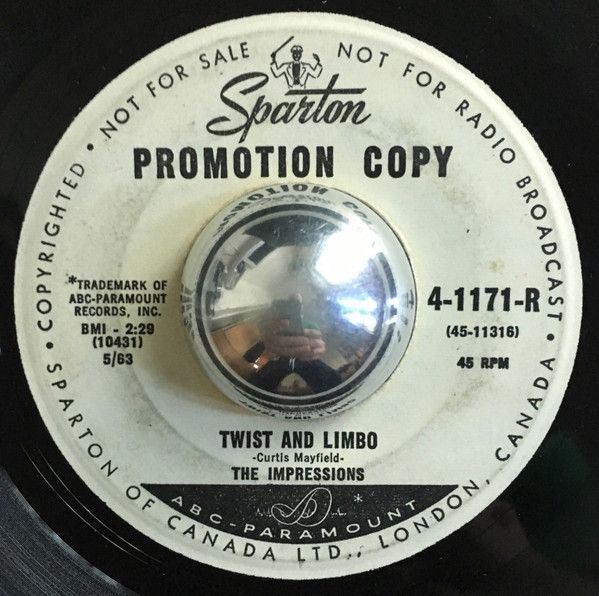 COPYRIGHTED • NOT FOR SALE
NOT FOR RADIO BROADCAST •
Sparton
PROMOTION COPY
*TRADEMARK OF
ABC-PARAMOUNT
RECORDS, INC.
BMI - 2:29
(10431)
5/63
4-1171-R
(45-11316)
45 RPM
TWIST AND LIMBO
-Curtis Mayfield-
THE IMPRESSIONS
ABC-PARAMOUNT *
• SPARTON OF CANADA LTD., LONDON, CANADA •